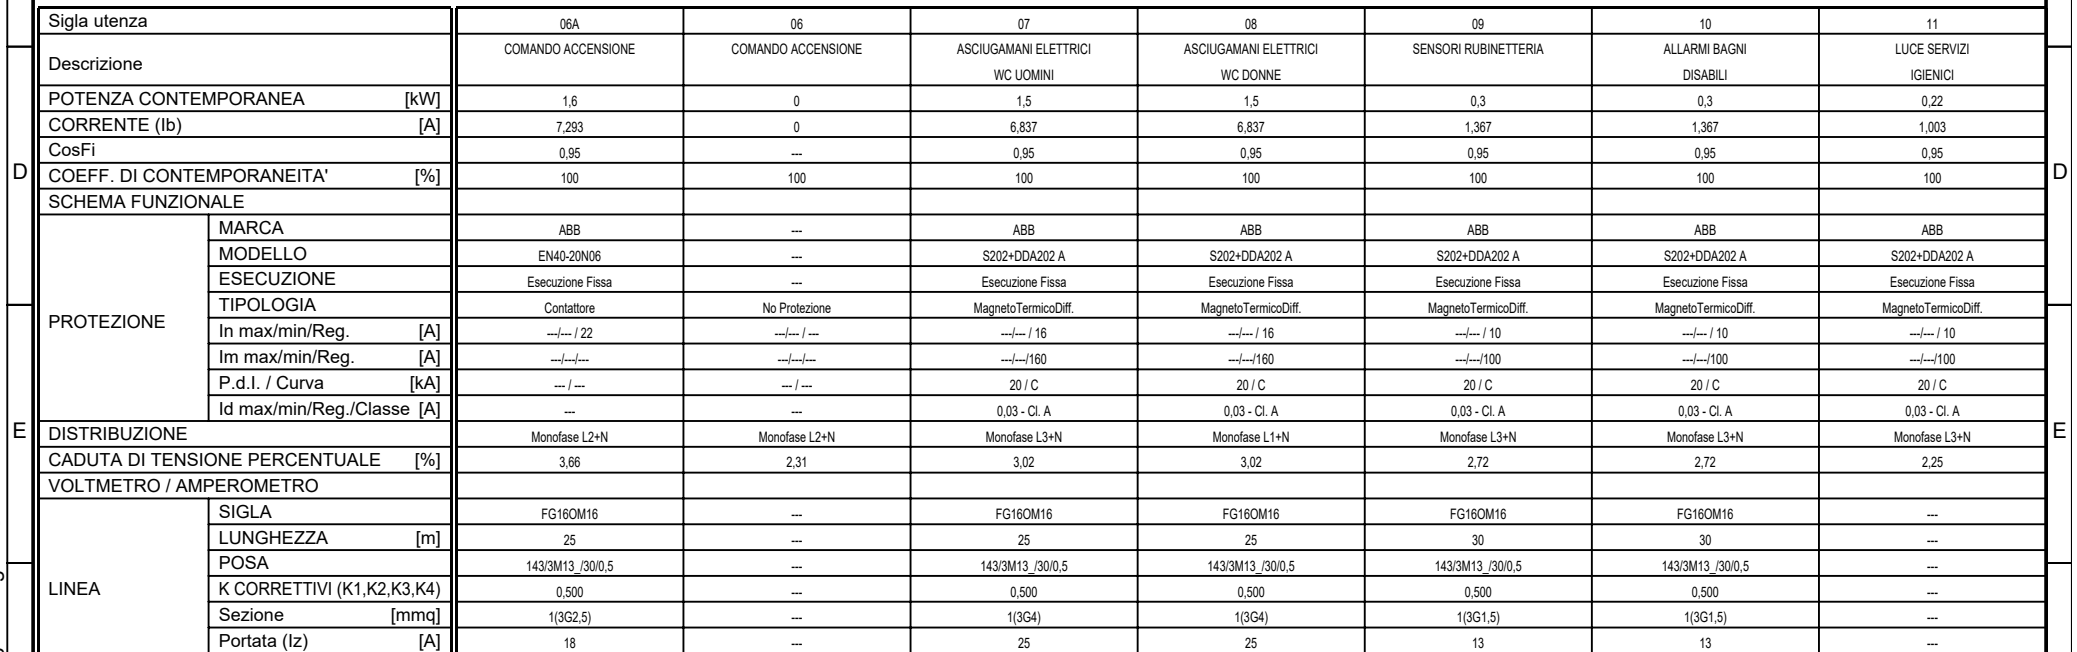 Sigla utenza 06A 06 07 08 09 10 11
COMANDO ACCENSIONE COMANDO ACCENSIONE ASCIUGAMANI ELETTRICI ASCIUGAMANI ELETTRICI SENSORI RUBINETTERIA ALLARMI BAGNI LUCE SERVIZI
Descrizione
WC UOMINI WC DONNE DISABILI IGIENICI
POTENZA CONTEMPORANEA [kW] 1,6 0 1,5 1,5 0,3 0,3 0,22
CORRENTE (Ib) [A] 7,293 0 6,837 6,837 1,367 1,367 1,003
CosFi 0,95 --- 0,95 0,95 0,95 0,95 0,95
D COEFF. DI CONTEMPORANEITA' [%] 100 100 100 100 100 100 100 D
SCHEMA FUNZIONALE
MARCA ABB --- ABB ABB ABB ABB ABB
MODELLO EN40-20N06 --- S202+DDA202 A S202+DDA202 A S202+DDA202 A S202+DDA202 A S202+DDA202 A
ESECUZIONE Esecuzione Fissa --- Esecuzione Fissa Esecuzione Fissa Esecuzione Fissa Esecuzione Fissa Esecuzione Fissa
TIPOLOGIA Contattore No Protezione MagnetoTermicoDiff. MagnetoTermicoDiff. MagnetoTermicoDiff. MagnetoTermicoDiff. MagnetoTermicoDiff.
PROTEZIONE
In max/min/Reg. [A] ---/--- / 22 ---/--- / --- ---/--- / 16 ---/--- / 16 ---/--- / 10 ---/--- / 10 ---/--- / 10
Im max/min/Reg. [A] ---/---/--- ---/---/--- ---/---/160 ---/---/160 ---/---/100 ---/---/100 ---/---/100
P.d.I. / Curva [kA] --- / --- --- / --- 20 / C 20 / C 20 / C 20 / C 20 / C
Id max/min/Reg./Classe [A] --- --- 0,03 - Cl. A 0,03 - Cl. A 0,03 - Cl. A 0,03 - Cl. A 0,03 - Cl. A
E DISTRIBUZIONE Monofase L2+N Monofase L2+N Monofase L3+N Monofase L1+N Monofase L3+N Monofase L3+N Monofase L3+N E
CADUTA DI TENSIONE PERCENTUALE [%] 3,66 2,31 3,02 3,02 2,72 2,72 2,25
VOLTMETRO / AMPEROMETRO
SIGLA FG16OM16 --- FG16OM16 FG16OM16 FG16OM16 FG16OM16 ---
LUNGHEZZA [m] 25 --- 25 25 30 30 ---
POSA 143/3M13_/30/0,5 --- 143/3M13_/30/0,5 143/3M13_/30/0,5 143/3M13_/30/0,5 143/3M13_/30/0,5 ---
LINEA K CORRETTIVI (K1,K2,K3,K4) 0,500 --- 0,500 0,500 0,500 0,500 ---
Sezione [mmq] 1(3G2,5) --- 1(3G4) 1(3G4) 1(3G1,5) 1(3G1,5) ---
Portata (Iz) [A] 18 --- 25 25 13 13 ---